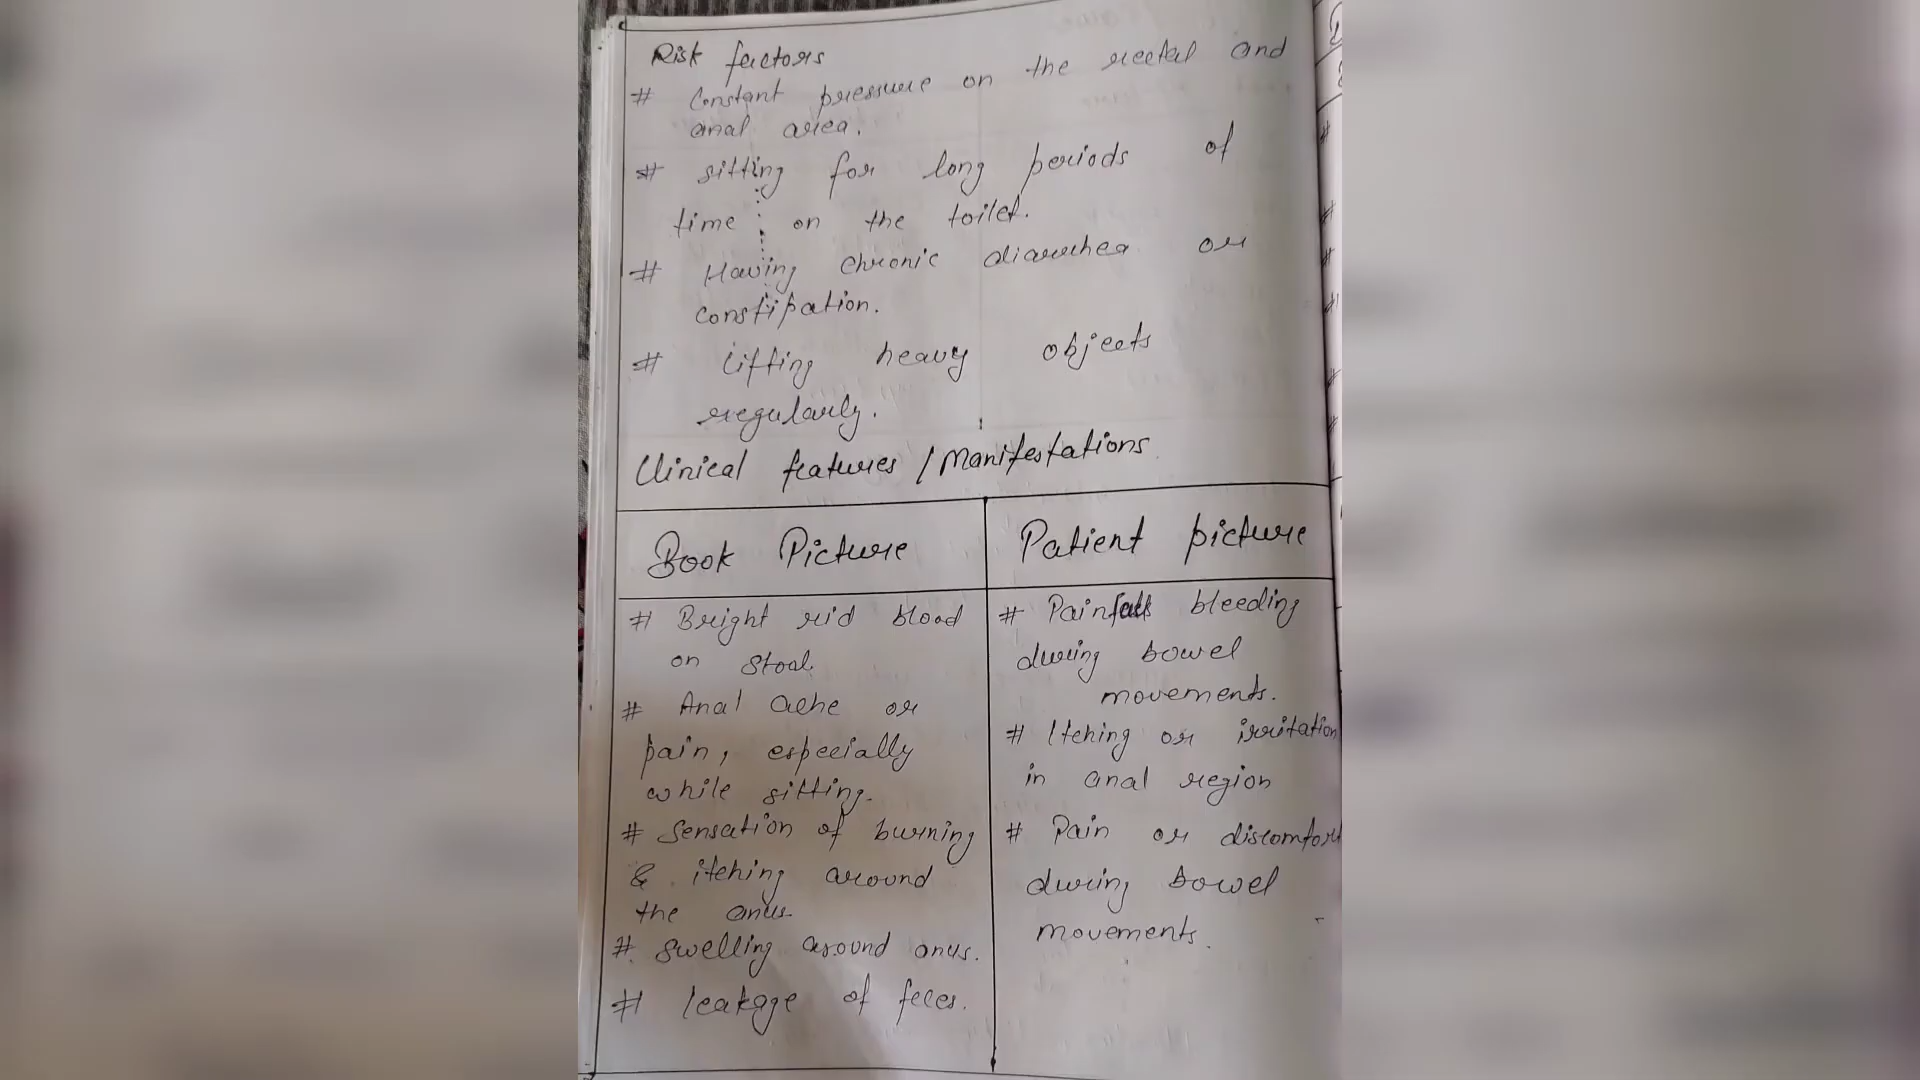 Risk factors
# Constant pressure on the rectal and
anal area.
# sitting for long periods of
time on the toilet.
# Having chronic diarrhea or
constipation.
# Lifting heavy objects
regularly.
Clinical features / Manifestations
Book Picture
# Bright rid blood
on stool
# Anal ache or
pain, especially
while sitting.
# Sensation of burning
& itching around
the anus.
# swelling around anus.
# leakage of feces.
Patient picture
# bleeding
during bowel
movements.
# Itching or irritation
in anal region
# Pain or discomfort
during bowel
movements.